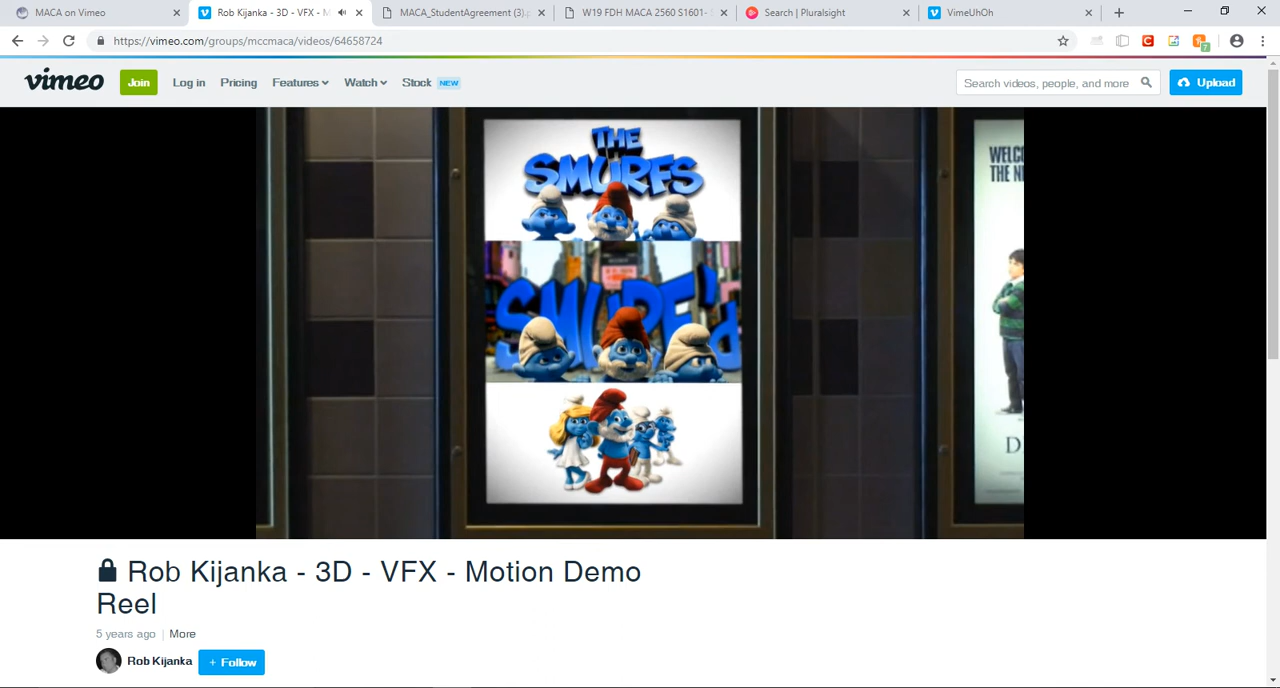 MACA on Vimeo
Rob Kijanka - 3D - VFX - M
MACA_StudentAgreement (3).p
W19 FDH MACA 2560 S1601-
Search | Pluralsight
VimeUhOh
https://vimeo.com/groups/mccmaca/videos/64658724
7
vimeo Join Log in Pricing Features Watch Stock NEW Search videos, people, and more Upload
THE
SMURFS
SMURF'd
WELC
THE N
D
Rob Kijanka - 3D - VFX - Motion Demo
Reel
5 years ago | More
Rob Kijanka + Follow